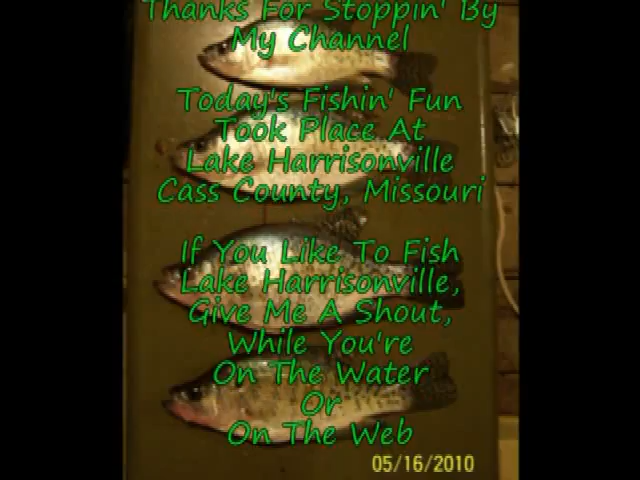 Thanks For Stoppin' By
My Channel
Today's Fishin' Fun
Took Place At
Lake Harrisonville
Cass County, Missouri
If You Like To Fish
Lake Harrisonville,
Give Me A Shout,
While You're
On The Water
Or
On The Web
05/16/2010